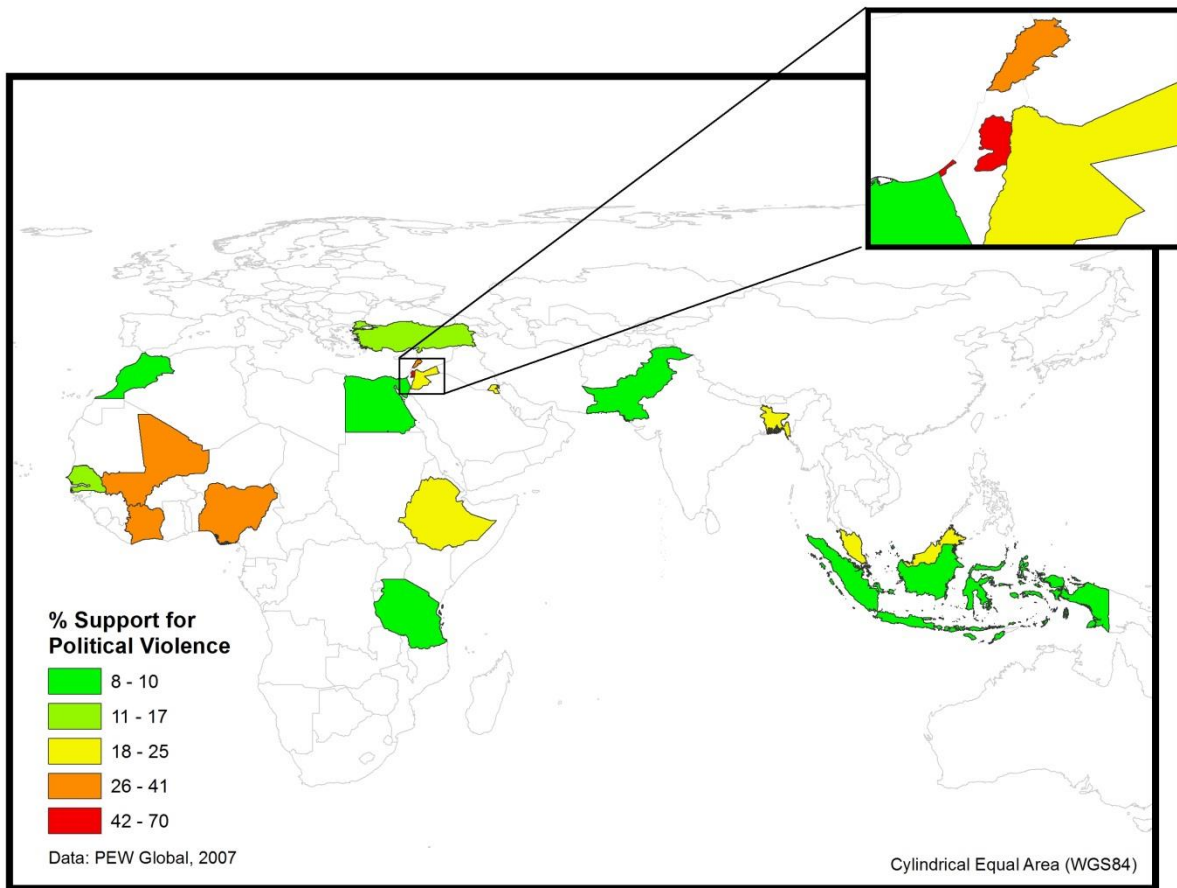 % Support for
Political Violence
8 - 10
11 - 17
18 - 25
26 - 41
42 - 70
Data: PEW Global, 2007
Cylindrical Equal Area (WGS84)